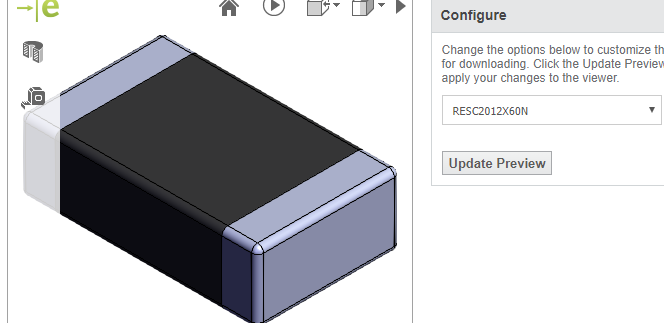 e
Configure
Change the options below to customize th
for downloading. Click the Update Preview
apply your changes to the viewer.
RESC2012X60N
Update Preview